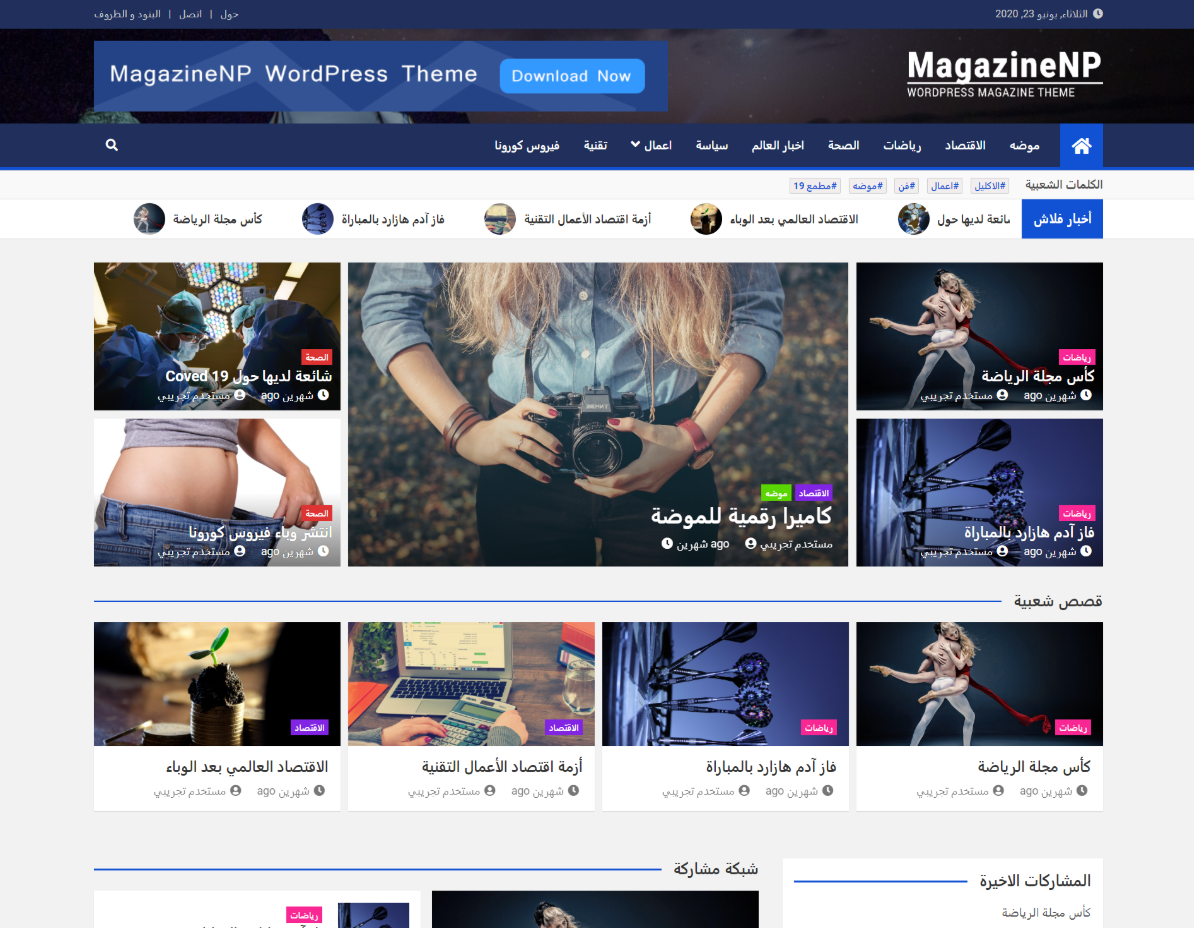 الثلاثاء, يونيو 23, 2020
حول | اتصل | البنود و الظروف
MagazineNP
WORDPRESS MAGAZINE THEME
MagazineNP WordPress Theme Download Now
موضه الاقتصاد رياضات الصحة اخبار العالم سياسة اعمال تقنية فيروس كورونا
الكلمات الشعبية #الاكليل #اعمال #فن #موضه #مطمع 19
أخبار فلاش
شائعة لديها حول
الاقتصاد العالمي بعد الوباء
أزمة اقتصاد الأعمال التقنية
فاز آدم هازارد بالمباراة
كأس مجلة الرياضة
رياضات
كأس مجلة الرياضة
شهرين ago مستخدم تجريبي
رياضات
فاز آدم هازارد بالمباراة
شهرين ago مستخدم تجريبي
الاقتصاد موضه
كاميرا رقمية للموضة
مستخدم تجريبي ago شهرين
الصحة
شائعة لديها حول Coved 19
شهرين ago مستخدم تجريبي
الصحة
انتشر وباء فيروس كورونا
شهرين ago مستخدم تجريبي
قصص شعبية
رياضات
كأس مجلة الرياضة
شهرين ago مستخدم تجريبي
رياضات
فاز آدم هازارد بالمباراة
شهرين ago مستخدم تجريبي
الاقتصاد
أزمة اقتصاد الأعمال التقنية
شهرين ago مستخدم تجريبي
الاقتصاد
الاقتصاد العالمي بعد الوباء
شهرين ago مستخدم تجريبي
المشاركات الاخيرة
كأس مجلة الرياضة
شبكة مشاركة
رياضات